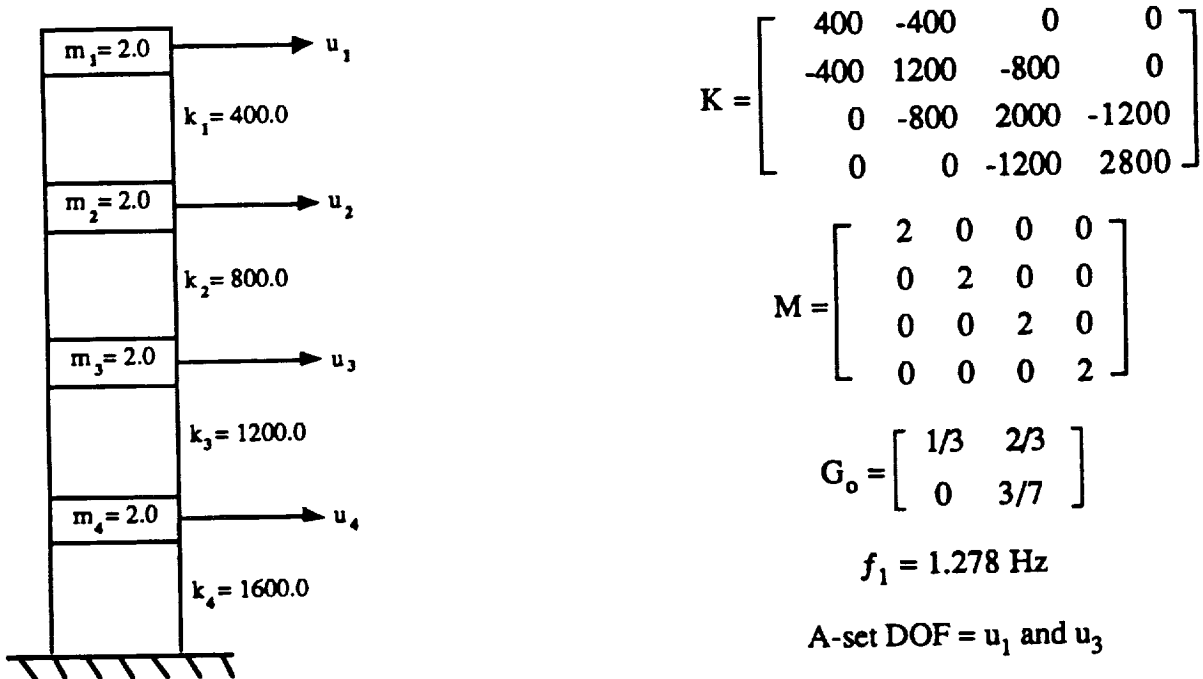 m₁= 2.0
u₁
k₁= 400.0
m₂= 2.0
u₂
k₂= 800.0
m₃= 2.0
u₃
k₃= 1200.0
m₄= 2.0
u₄
k₄= 1600.0
K = [ 400 -400 0 0
-400 1200 -800 0
0 -800 2000 -1200
0 0 -1200 2800 ]
M = [ 2 0 0 0
0 2 0 0
0 0 2 0
0 0 0 2 ]
Gₒ = [ 1/3 2/3
0 3/7 ]
f₁ = 1.278 Hz
A-set DOF = u₁ and u₃